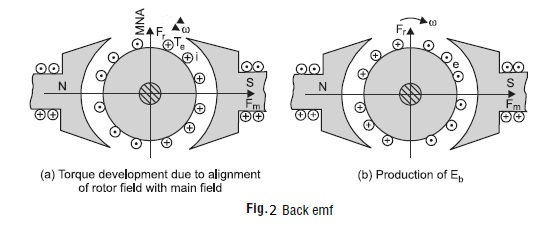 MNA
Fr
Te
ω
i
N
S
Fm
Fr
ω
e
N
S
Fm
(a) Torque development due to alignment
of rotor field with main field
(b) Production of Eb
Fig.2 Back emf